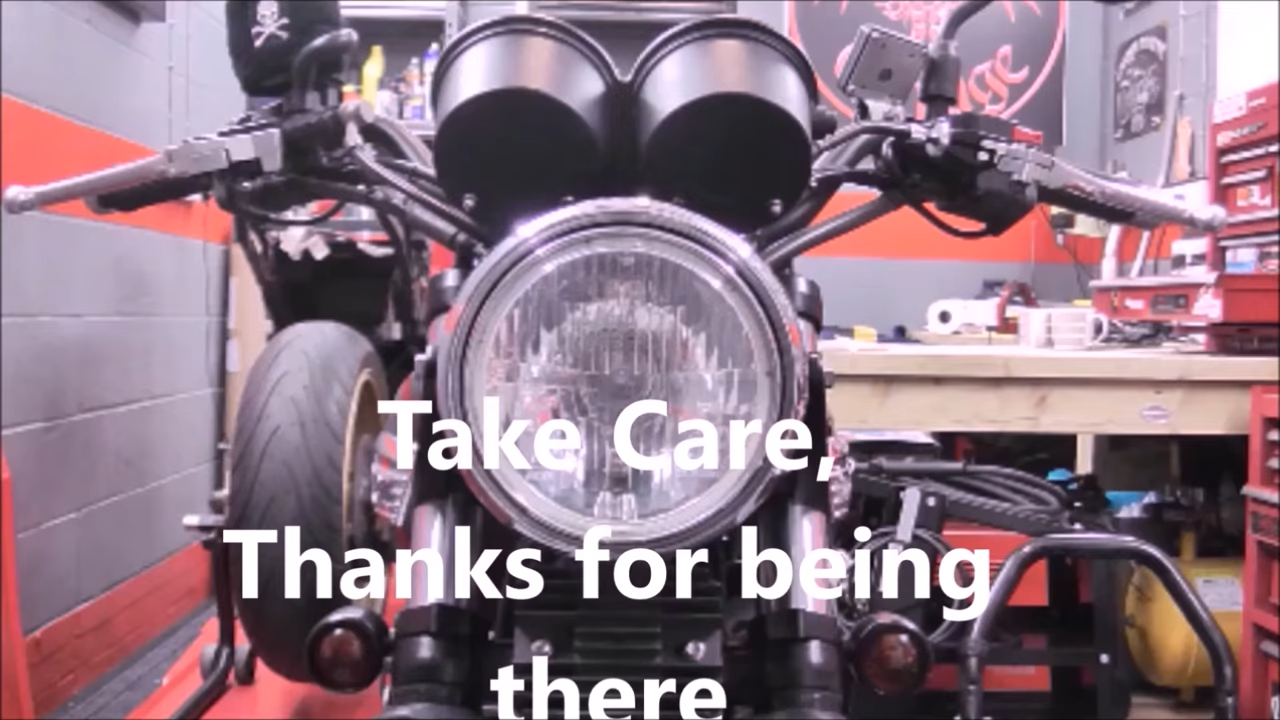 Take Care,
Thanks for being
there